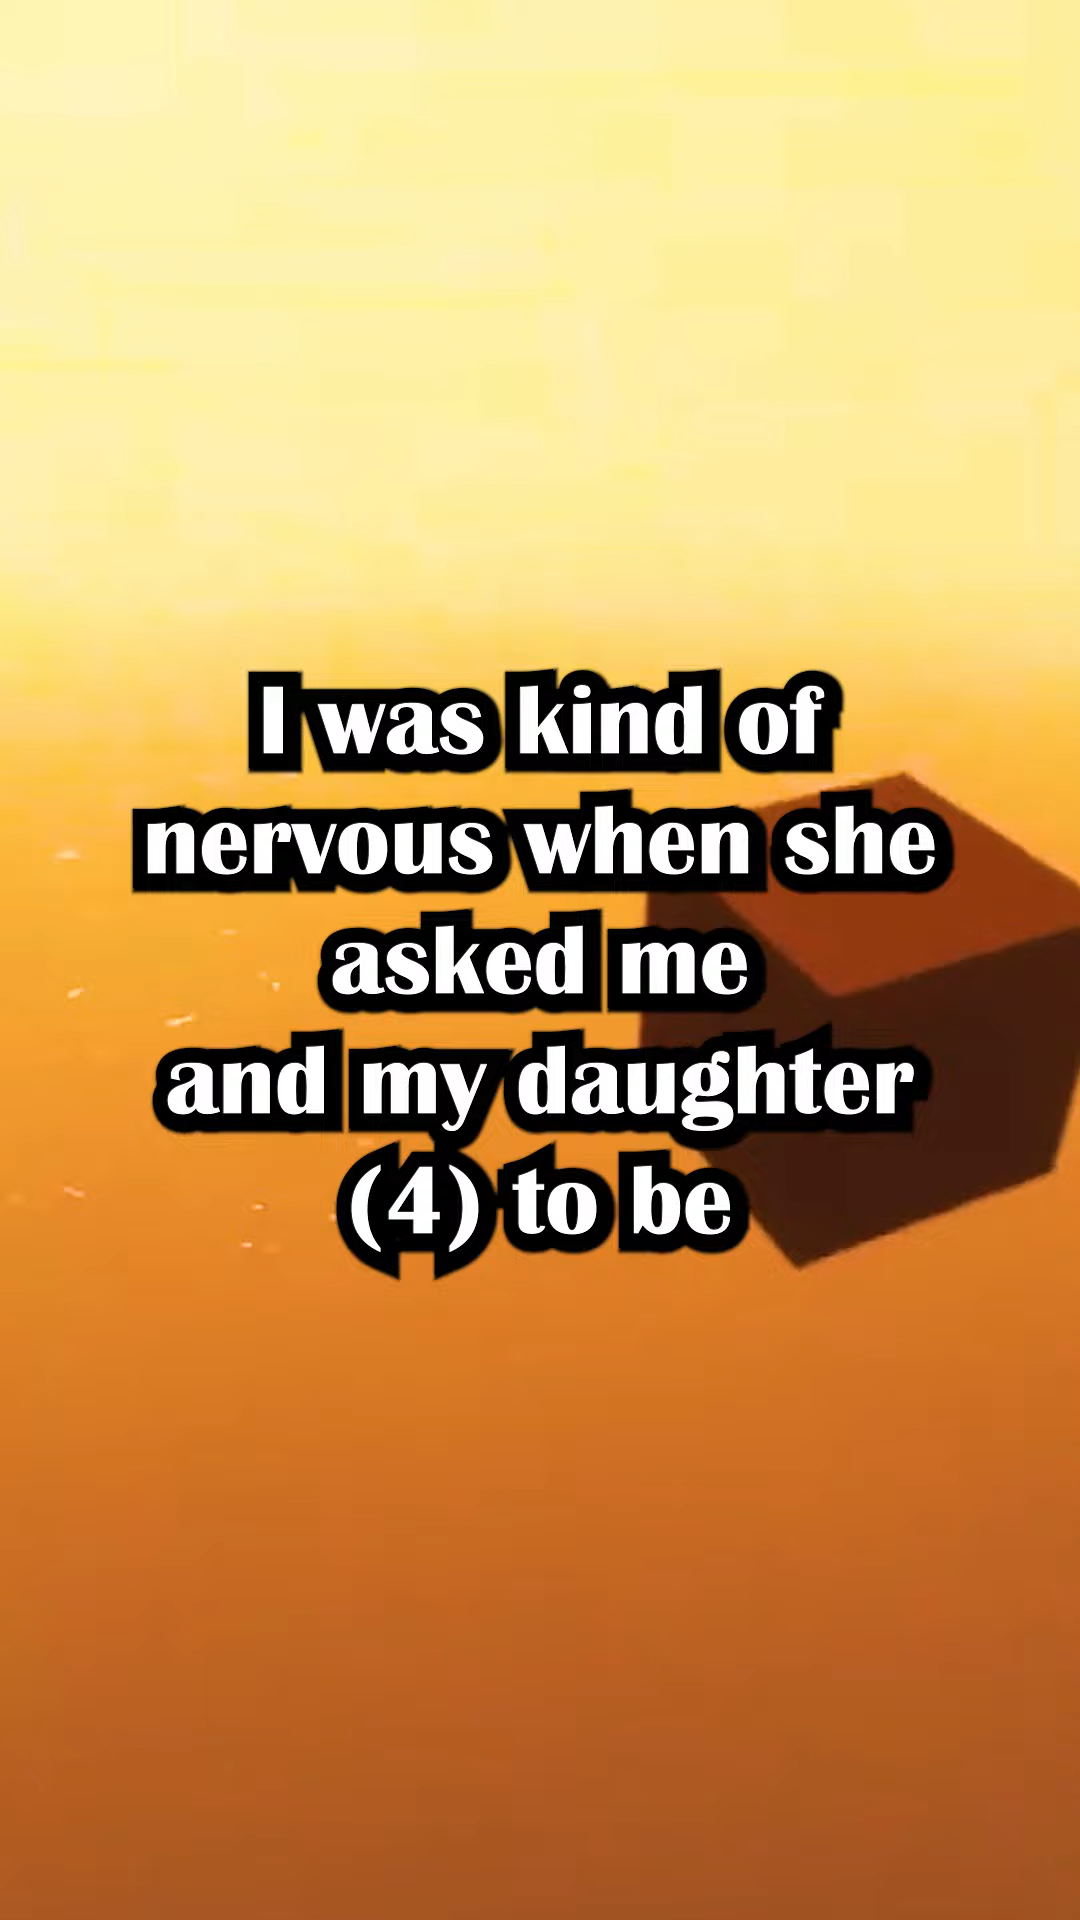 I was kind of
nervous when she
asked me
and my daughter
(4) to be